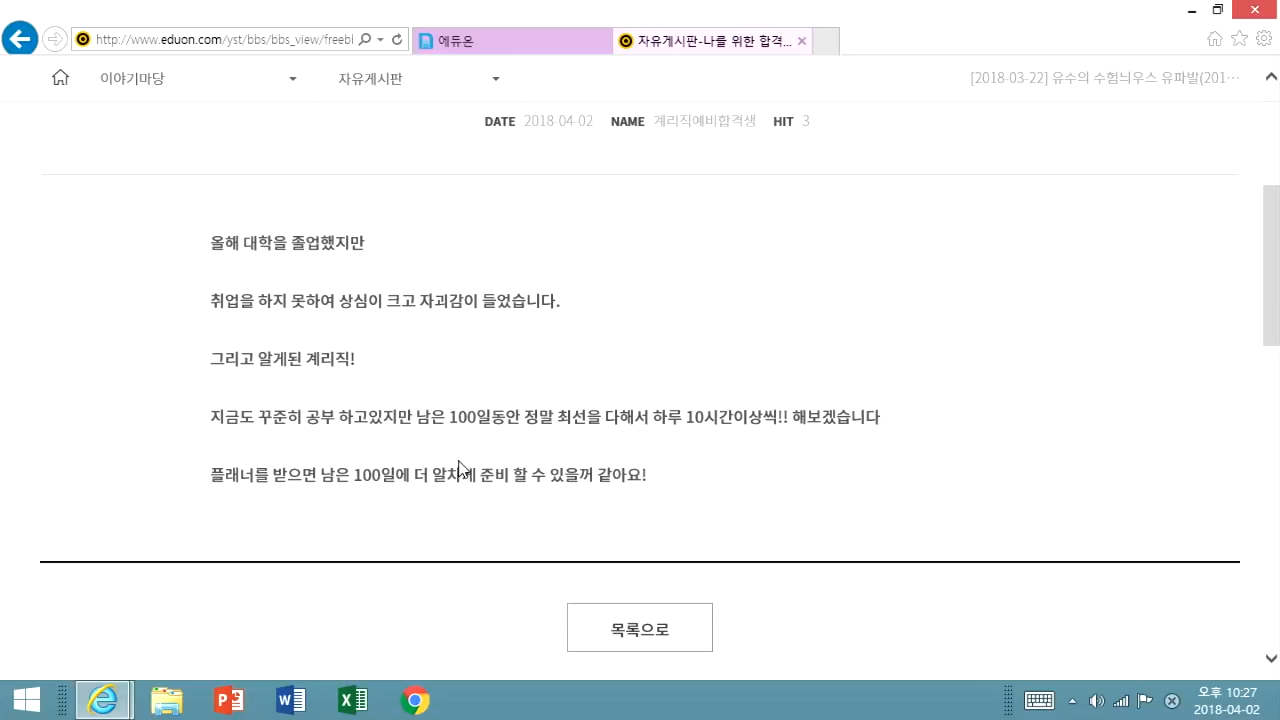 http://www.eduon.com/yst/bbs/bbs_view/freebl
에듀온
자유게시판-나를 위한 합격...
이야기마당
자유게시판
[2018-03-22] 유수의 수험늬우스 유파발(201···
DATE 2018-04-02 NAME 계리직예비합격생 HIT 3
올해 대학을 졸업했지만
취업을 하지 못하여 상심이 크고 자괴감이 들었습니다.
그리고 알게된 계리직!
지금도 꾸준히 공부 하고있지만 남은 100일동안 정말 최선을 다해서 하루 10시간이상씩!! 해보겠습니다
플래너를 받으면 남은 100일에 더 알차게 준비 할 수 있을꺼 같아요!
목록으로
오후 10:27
2018-04-02